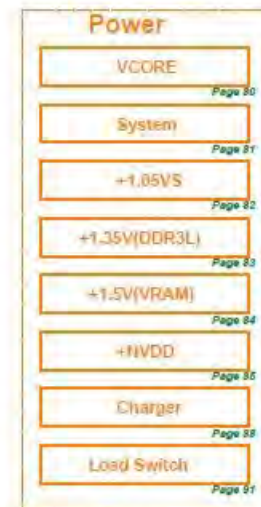 Power
VCORE
Page 80
System
Page 81
+1.05VS
Page 82
+1.35V(DDR3L)
Page 83
+1.5V(VRAM)
Page 84
+NVDD
Page 85
Charger
Page 88
Load Switch
Page 91